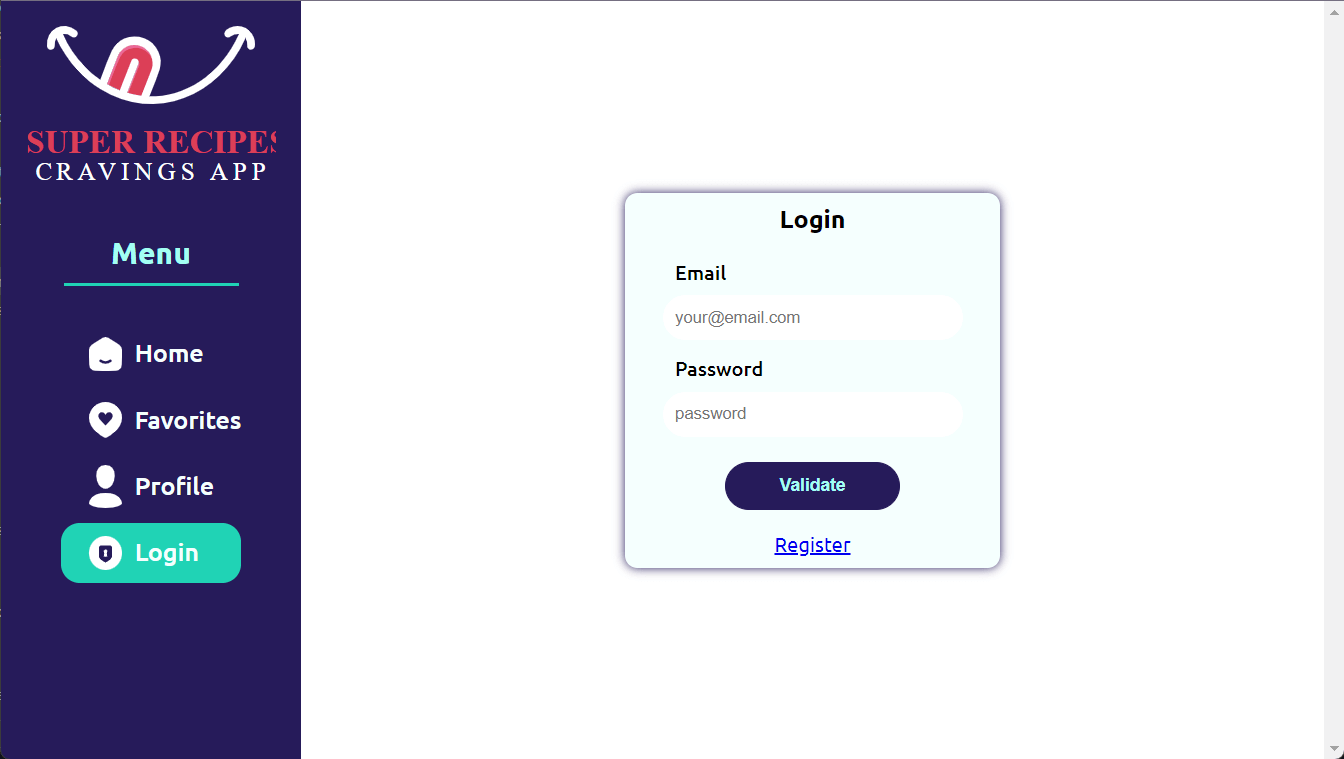 SUPER RECIPES
CRAVINGS APP
Menu
Home
Favorites
Profile
Login
Login
Email
your@email.com
Password
password
Validate
Register